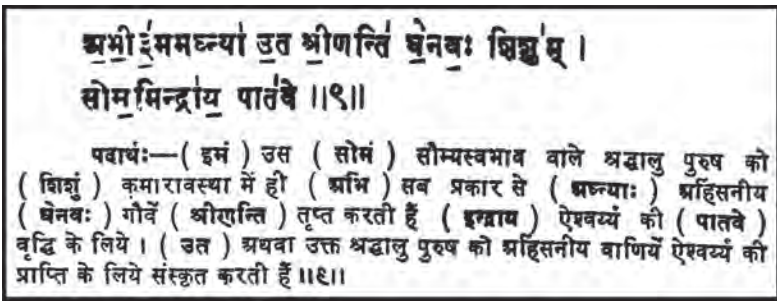 अभी॒३॒॑ममघ्न्या॑ उ॒त श्री॒णन्ति॑ धे॒नवः॒ शिशु॑म् ।
सोम॒मिन्द्रा॑य॒ पात॑वे ॥९॥
पदार्थः—( इमं ) उस ( सोमं ) सौम्यस्वभाव वाले श्रद्धालु पुरुष को
( शिशुं ) कुमारावस्था में ही ( अभि ) सब प्रकार से ( अघ्न्याः ) अहिंसनीय
( धेनवः ) गौवें ( श्रीणन्ति ) तृप्त करती हैं ( इन्द्राय ) ऐश्वर्य्य की ( पातवे )
वृद्धि के लिये । ( उत ) अथवा उक्त श्रद्धालु पुरुष को अहिंसनीय वाणियें ऐश्वर्य्य की
प्राप्ति के लिये संस्कृत करती हैं ॥९॥